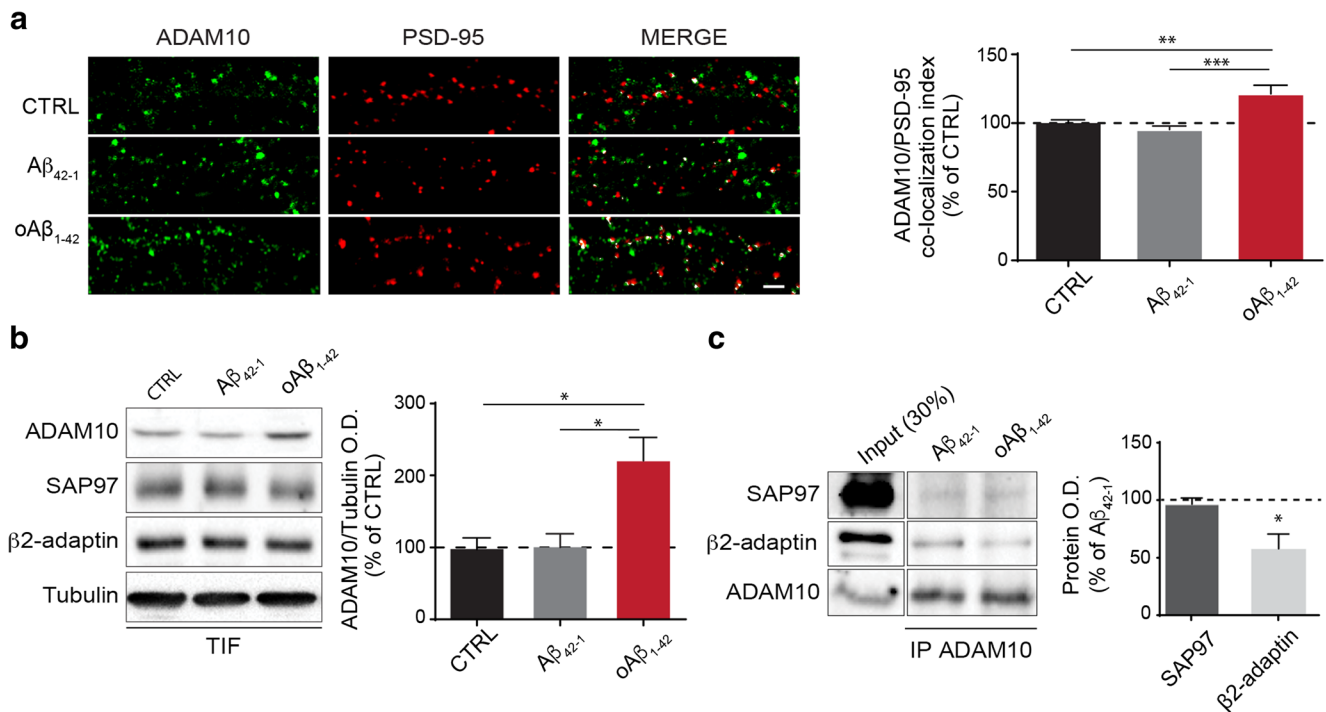 a
ADAM10 PSD-95 MERGE
CTRL
Aβ42-1
oAβ1-42
ADAM10/PSD-95
co-localization index
(% of CTRL)
150
100
50
0
** 
***
CTRL Aβ42-1 oAβ1-42
b
CTRL Aβ42-1 oAβ1-42
ADAM10
SAP97
β2-adaptin
Tubulin
TIF
ADAM10/Tubulin O.D.
(% of CTRL)
300
200
100
0
*
*
CTRL Aβ42-1 oAβ1-42
c
Input (30%) Aβ42-1 oAβ1-42
SAP97
β2-adaptin
ADAM10
IP ADAM10
Protein O.D.
(% of Aβ42-1)
150
100
50
0
*
SAP97 β2-adaptin